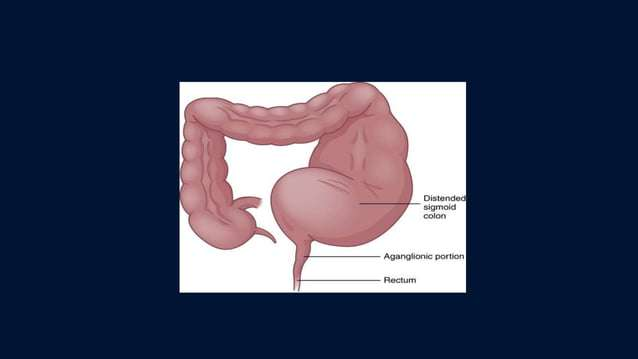 Distended
sigmoid
colon
Aganglionic portion
Rectum